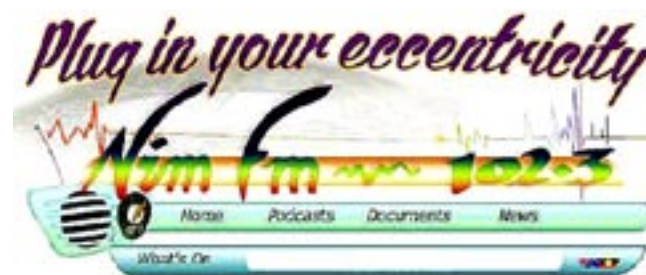 Plug in your eccentricity
Nim fm 102.3
Home Podcasts Documents News
What's On